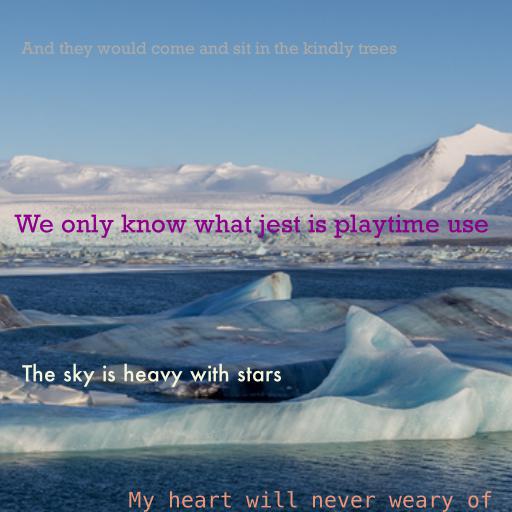 And they would come and sit in the kindly trees
We only know what jest is playtime use
The sky is heavy with stars
My heart will never weary of